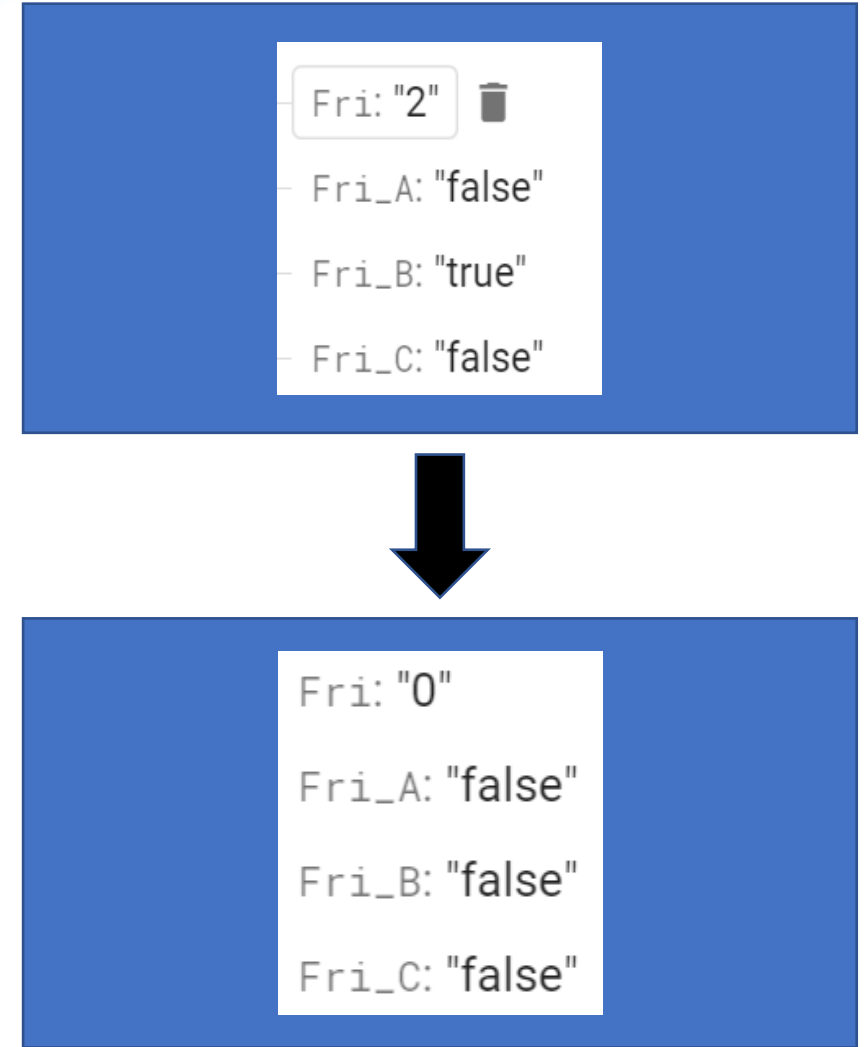 Fri: "2"
Fri_A: "false"
Fri_B: "true"
Fri_C: "false"
Fri: "0"
Fri_A: "false"
Fri_B: "false"
Fri_C: "false"